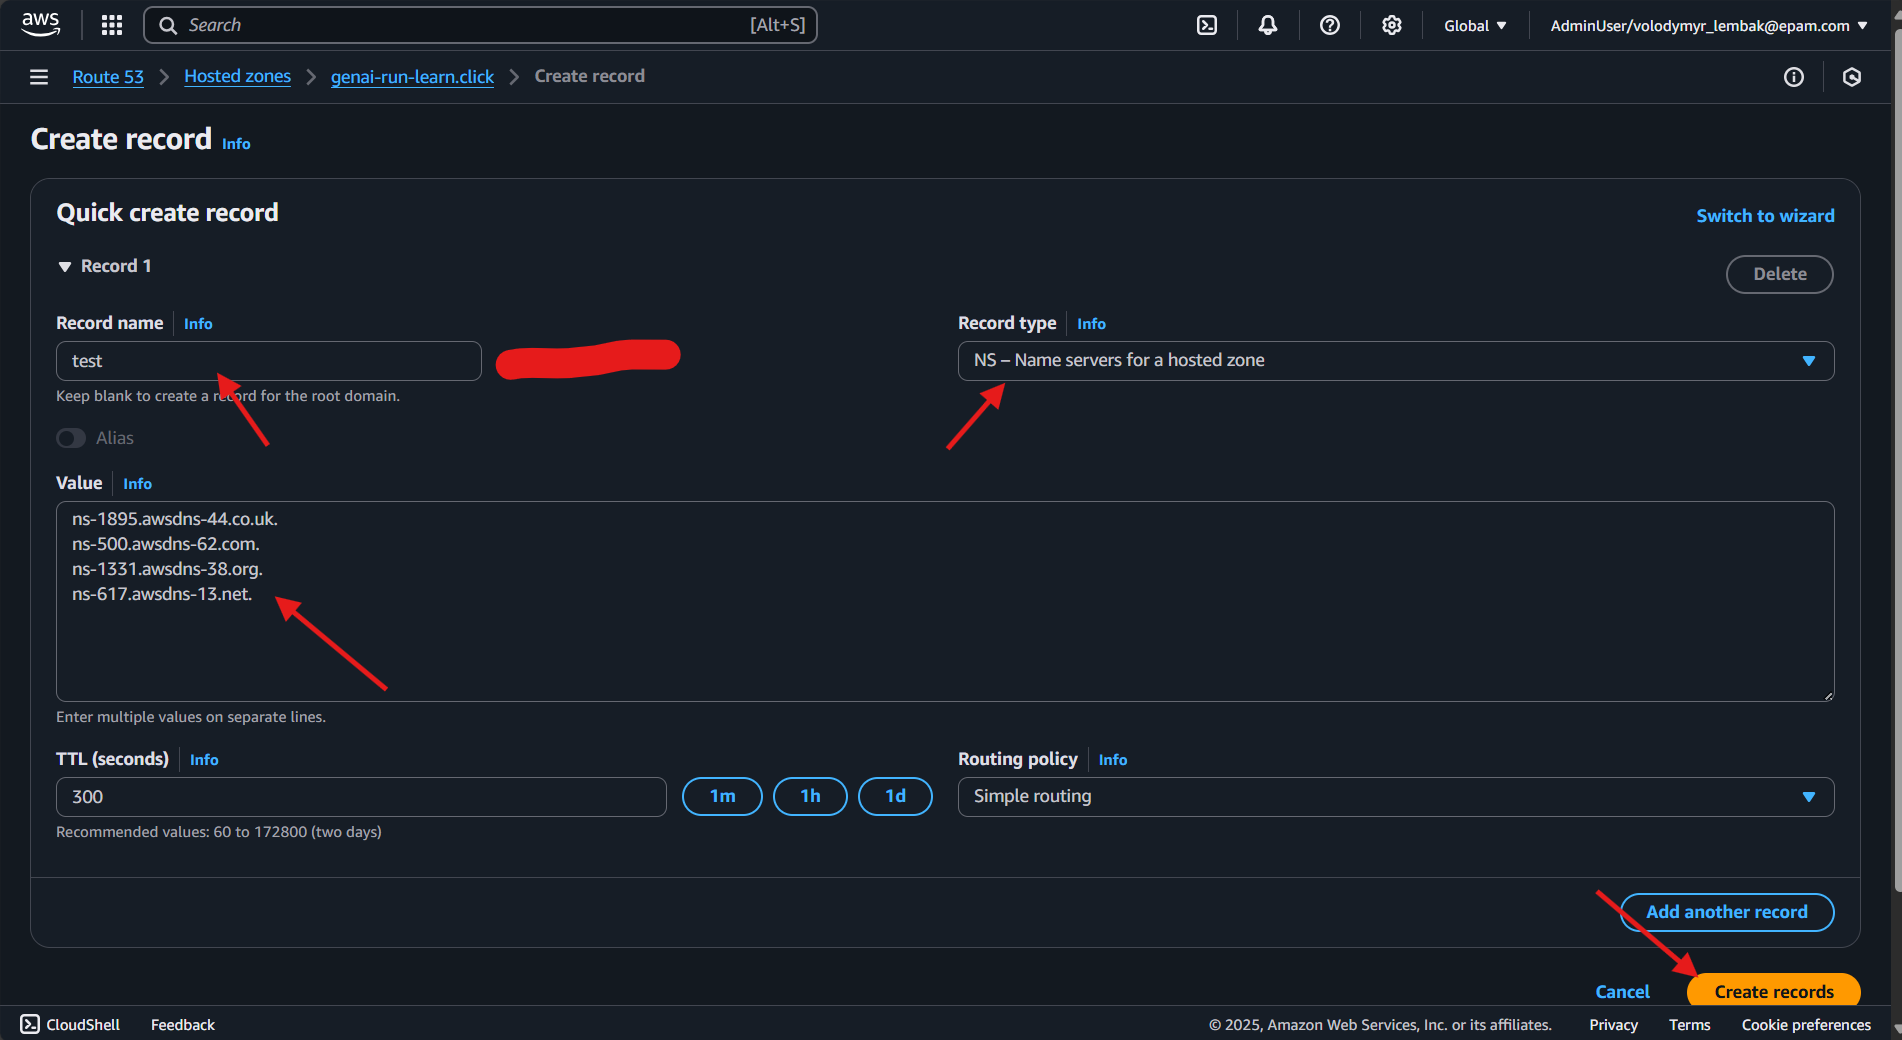 aws Search [Alt+S] Global AdminUser/volodymyr_lembak@epam.com
Route 53 Hosted zones genai-run-learn.click Create record
Create record Info
Quick create record
Switch to wizard
Record 1
Delete
Record name Info
Record type Info
test
NS – Name servers for a hosted zone
Keep blank to create a record for the root domain.
Alias
Value Info
ns-1895.awsdns-44.co.uk.
ns-500.awsdns-62.com.
ns-1331.awsdns-38.org.
ns-617.awsdns-13.net.
Enter multiple values on separate lines.
TTL (seconds) Info
Routing policy Info
300 1m 1h 1d
Simple routing
Recommended values: 60 to 172800 (two days)
Add another record
Cancel Create records
CloudShell Feedback © 2025, Amazon Web Services, Inc. or its affiliates. Privacy Terms Cookie preferences